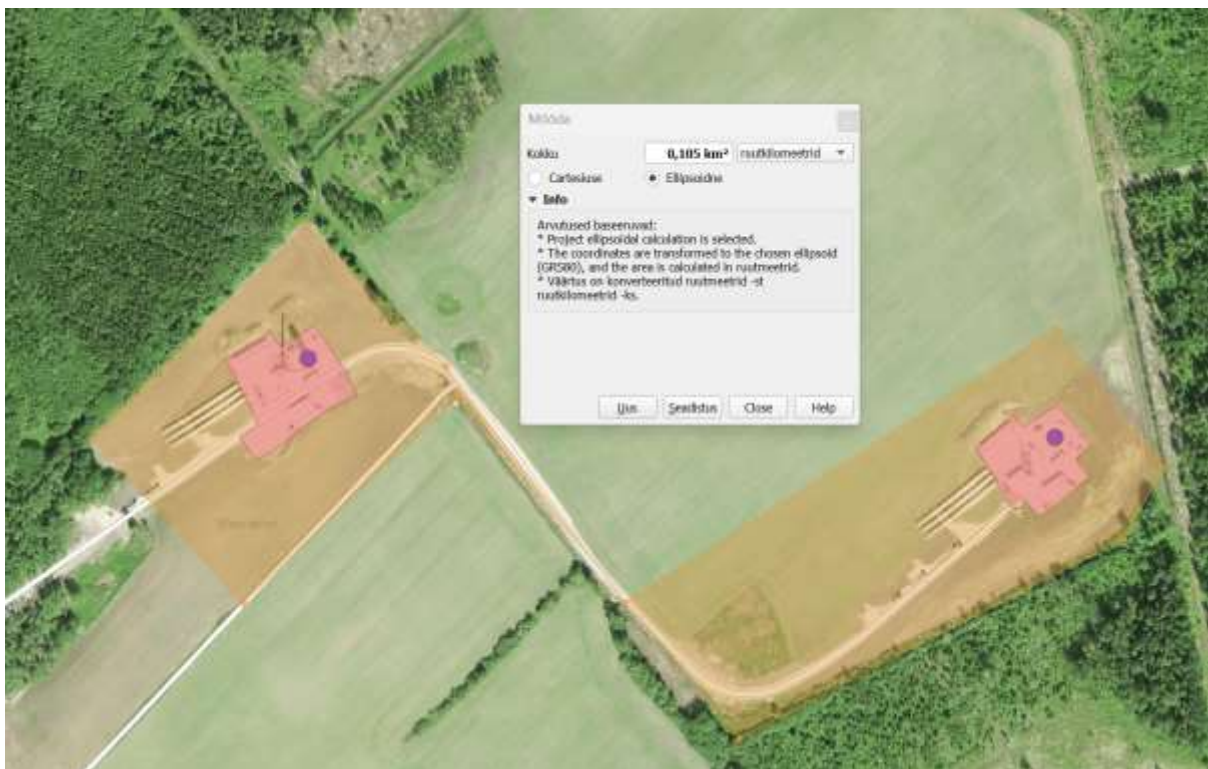 Mõõda
Kokku 0,105 km² ruutkilomeetrid
Cartesiuse Ellipsoidne
Info
Arvutused baseeruvad:
* Project ellipsoidal calculation is selected.
* The coordinates are transformed to the chosen ellipsoid
(GRS80), and the area is calculated in ruutmeetrid.
* Väärtus on konverteeritud ruutmeetrid -st
ruutkilomeetrid -ks.
Uus Seadistus Close Help